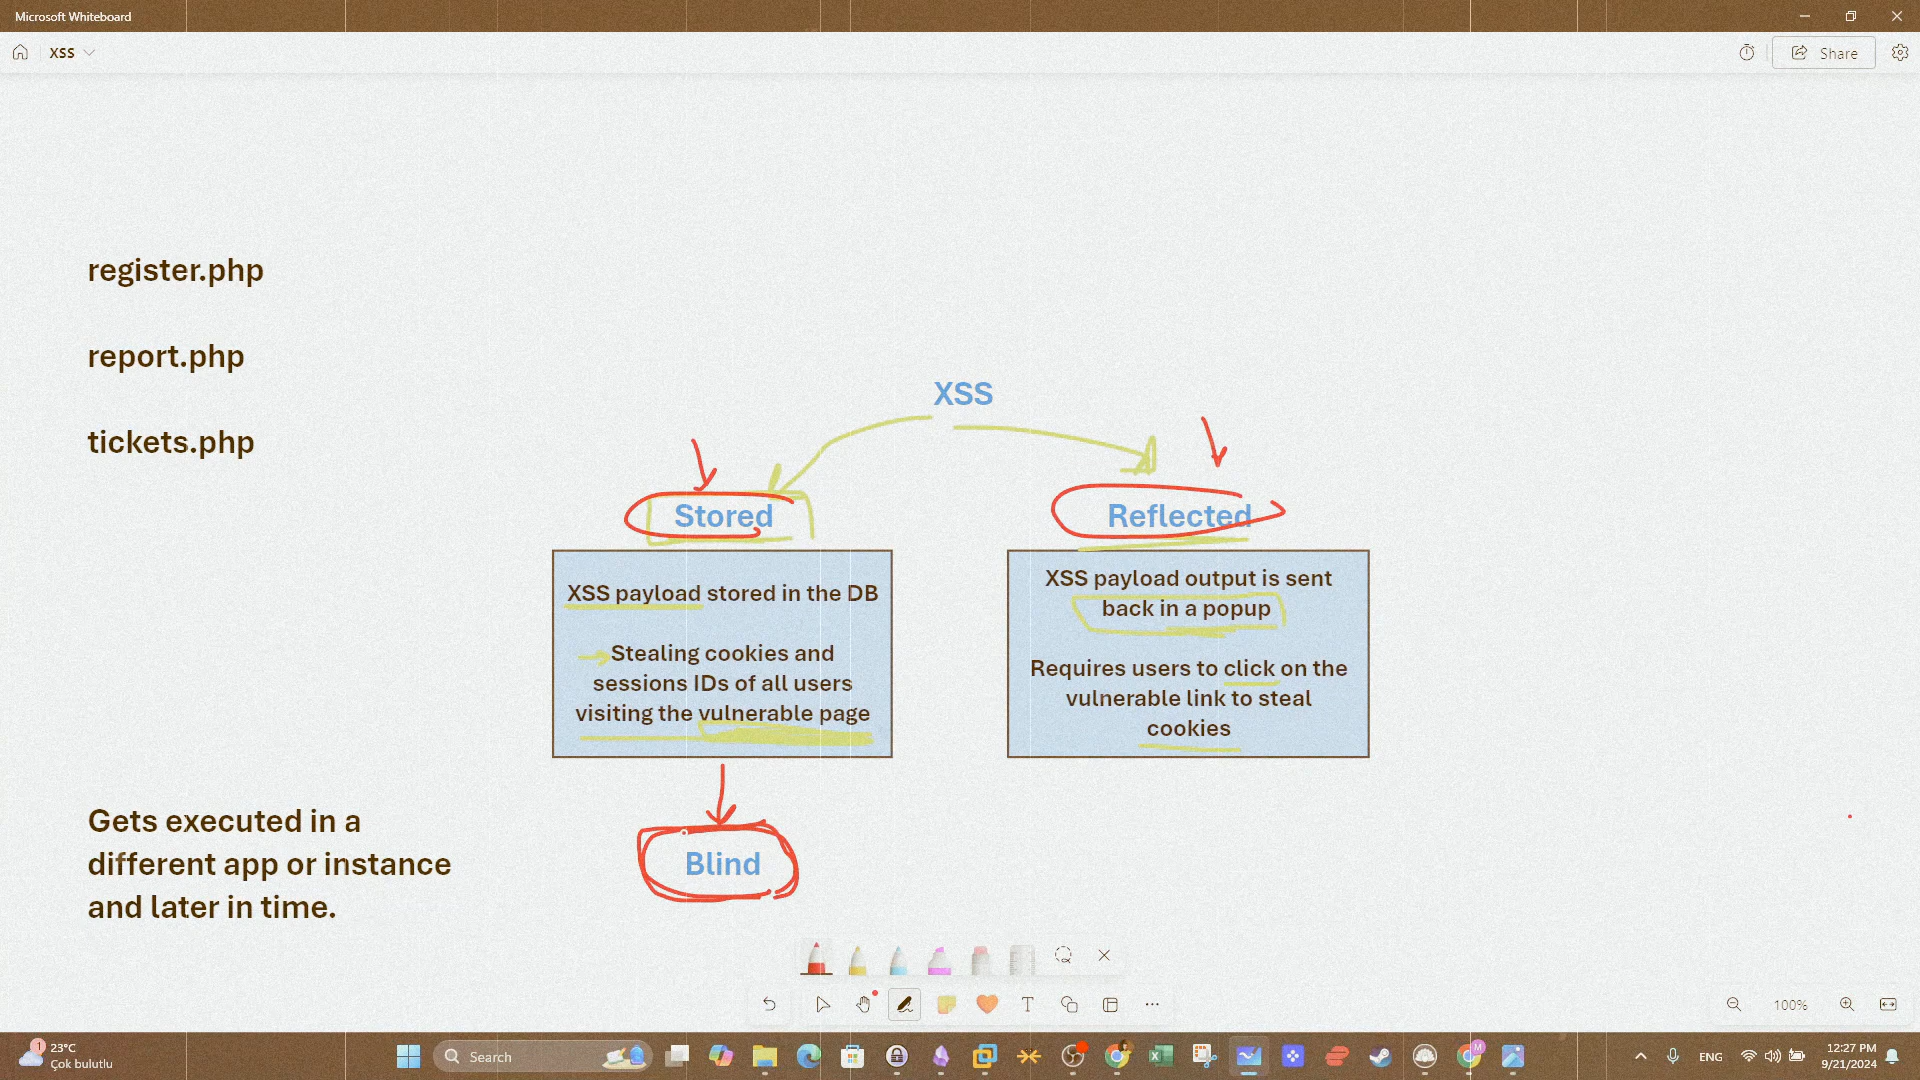 Microsoft Whiteboard
XSS
Share
register.php
report.php
tickets.php
XSS
Stored
Reflected
XSS payload stored in the DB
Stealing cookies and
sessions IDs of all users
visiting the vulnerable page
XSS payload output is sent
back in a popup
Requires users to click on the
vulnerable link to steal
cookies
Blind
Gets executed in a
different app or instance
and later in time.
100%
1
23°C
Çok bulutlu
Search
M
ENG
12:27 PM
9/21/2024